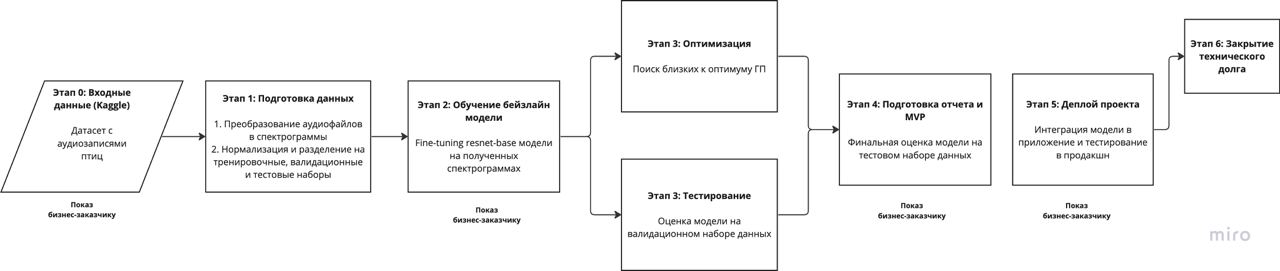 Этап 0: Входные
данные (Kaggle)
Датасет с
аудиозаписями
птиц
Показ
бизнес-заказчику
Этап 1: Подготовка данных
1. Преобразование аудиофайлов
в спектрограммы
2. Нормализация и разделение на
тренировочные, валидационные
и тестовые наборы
Этап 2: Обучение бейзлайн
модели
Fine-tuning resnet-base модели
на полученных
спектрограммах
Показ
бизнес-заказчику
Этап 3: Оптимизация
Поиск близких к оптимуму ГП
Этап 3: Тестирование
Оценка модели на
валидационном наборе данных
Этап 4: Подготовка отчета и
MVP
Финальная оценка модели на
тестовом наборе данных
Показ
бизнес-заказчику
Этап 5: Деплой проекта
Интеграция модели в
приложение и тестирование
в продакшн
Показ
бизнес-заказчику
Этап 6: Закрытие
технического
долга
miro